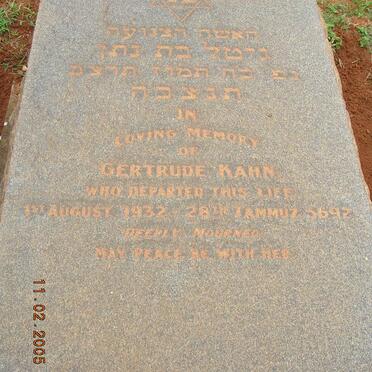 האשה הצנועה
גיטל בת נתן
נפ׳ כח תמוז תרצב
תנצבה
IN
LOVING MEMORY
OF
GERTRUDE KAHN
WHO DEPARTED THIS LIFE
1ST AUGUST 1932 - 28TH TAMMUZ 5692
DEEPLY MOURNED
MAY PEACE BE WITH HER
11.02.2005